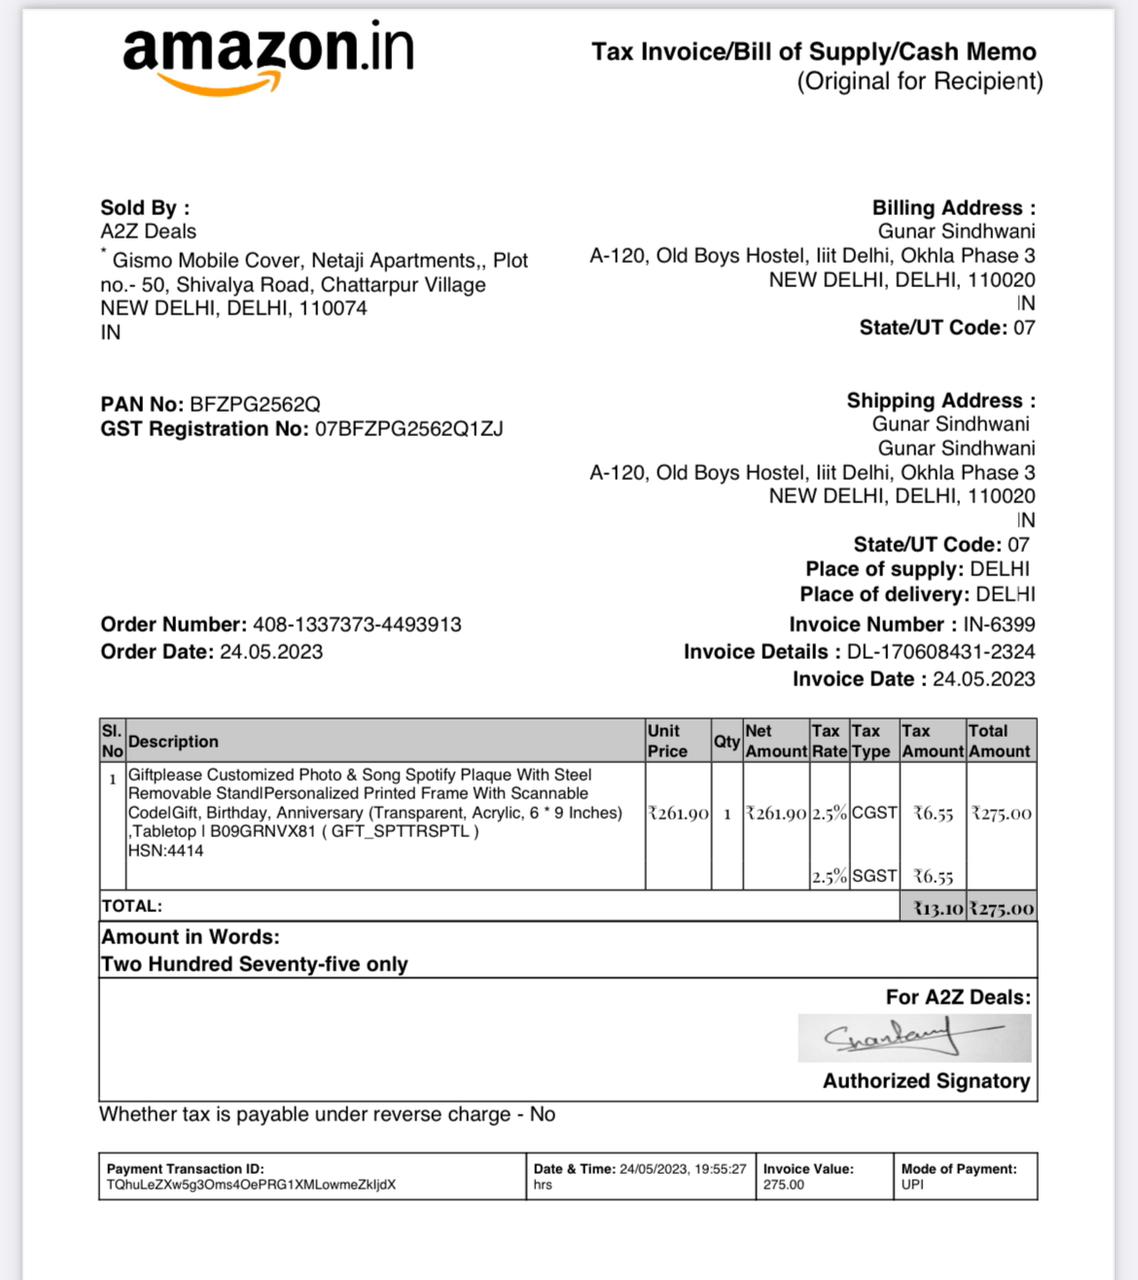 amazon.in
Tax Invoice/Bill of Supply/Cash Memo
(Original for Recipient)
Sold By :
A2Z Deals
* Gismo Mobile Cover, Netaji Apartments,, Plot
no.- 50, Shivalya Road, Chattarpur Village
NEW DELHI, DELHI, 110074
IN
Billing Address :
Gunar Sindhwani
A-120, Old Boys Hostel, Iiit Delhi, Okhla Phase 3
NEW DELHI, DELHI, 110020
IN
State/UT Code: 07
PAN No: BFZPG2562Q
GST Registration No: 07BFZPG2562Q1ZJ
Shipping Address :
Gunar Sindhwani
Gunar Sindhwani
A-120, Old Boys Hostel, Iiit Delhi, Okhla Phase 3
NEW DELHI, DELHI, 110020
IN
State/UT Code: 07
Place of supply: DELHI
Place of delivery: DELHI
Order Number: 408-1337373-4493913
Order Date: 24.05.2023
Invoice Number : IN-6399
Invoice Details : DL-170608431-2324
Invoice Date : 24.05.2023
Sl. No Description Unit Price Qty Net Amount Tax Rate Tax Type Tax Amount Total Amount
1 Giftplease Customized Photo & Song Spotify Plaque With Steel
Removable Stand|Personalized Printed Frame With Scannable
Code|Gift, Birthday, Anniversary (Transparent, Acrylic, 6 * 9 Inches) ₹261.90 1 ₹261.90 2.5% CGST ₹6.55 ₹275.00
,Tabletop | B09GRNVX81 ( GFT_SPTTRSPTL )
HSN:4414
2.5% SGST ₹6.55
TOTAL: ₹13.10 ₹275.00
Amount in Words:
Two Hundred Seventy-five only
For A2Z Deals:
Authorized Signatory
Whether tax is payable under reverse charge - No
Payment Transaction ID:
TQhuLeZXw5g3Oms4OePRG1XMLowmeZkIjdX
Date & Time: 24/05/2023, 19:55:27
hrs
Invoice Value:
275.00
Mode of Payment:
UPI